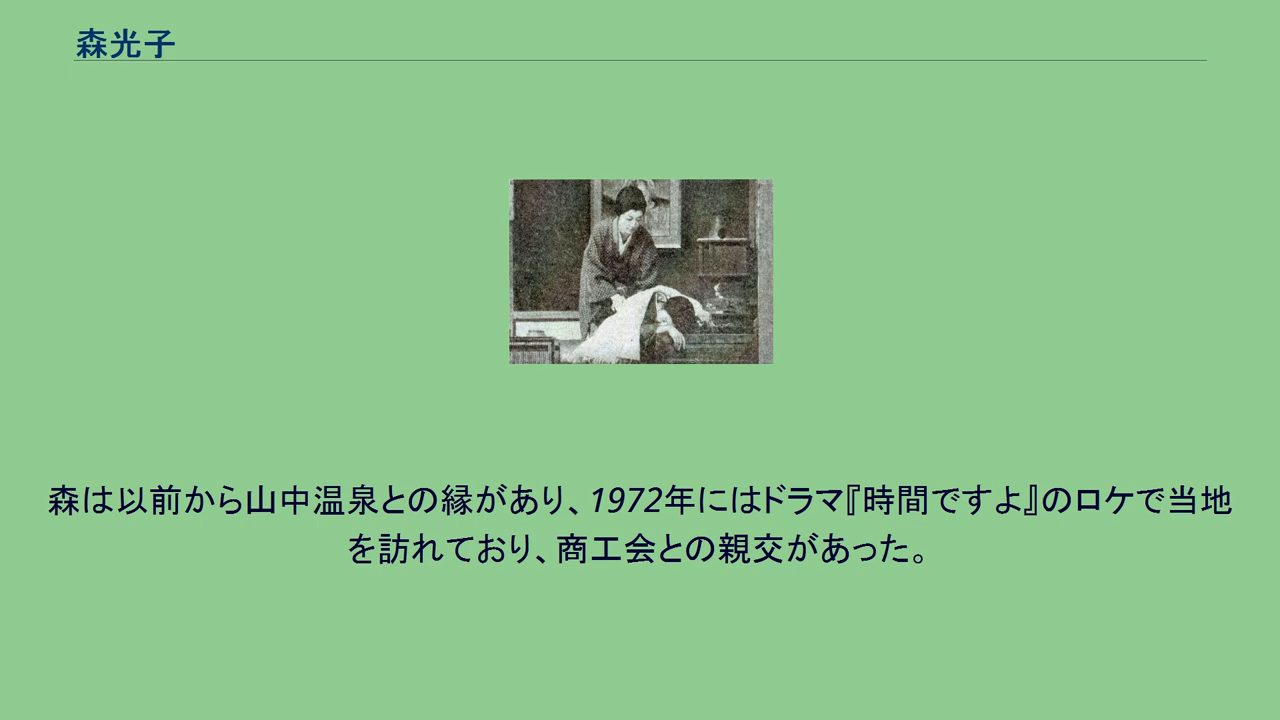 森光子
森は以前から山中温泉との縁があり、1972年にはドラマ『時間ですよ』のロケで当地
を訪れており、商工会との親交があった。